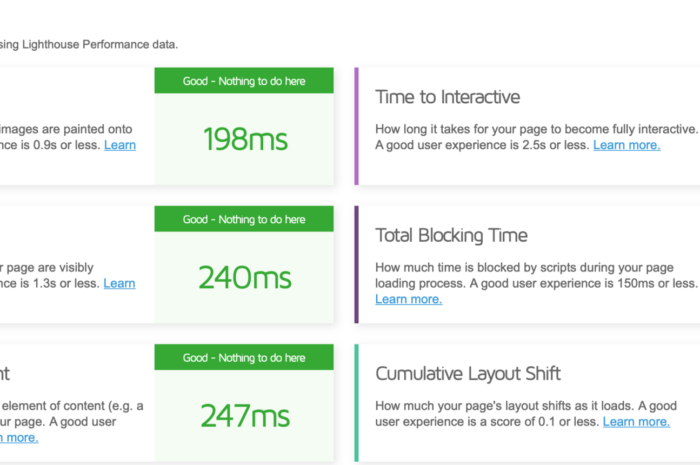 sing Lighthouse Performance data.
Good - Nothing to do here
images are painted onto
nce is 0.9s or less. Learn
198ms
Time to Interactive
How long it takes for your page to become fully interactive.
A good user experience is 2.5s or less. Learn more.
Good - Nothing to do here
r page are visibly
nce is 1.3s or less. Learn
240ms
Total Blocking Time
How much time is blocked by scripts during your page
loading process. A good user experience is 150ms or less.
Learn more.
Good - Nothing to do here
nt
element of content (e.g. a
ur page. A good user
n more.
247ms
Cumulative Layout Shift
How much your page's layout shifts as it loads. A good
user experience is a score of 0.1 or less. Learn more.